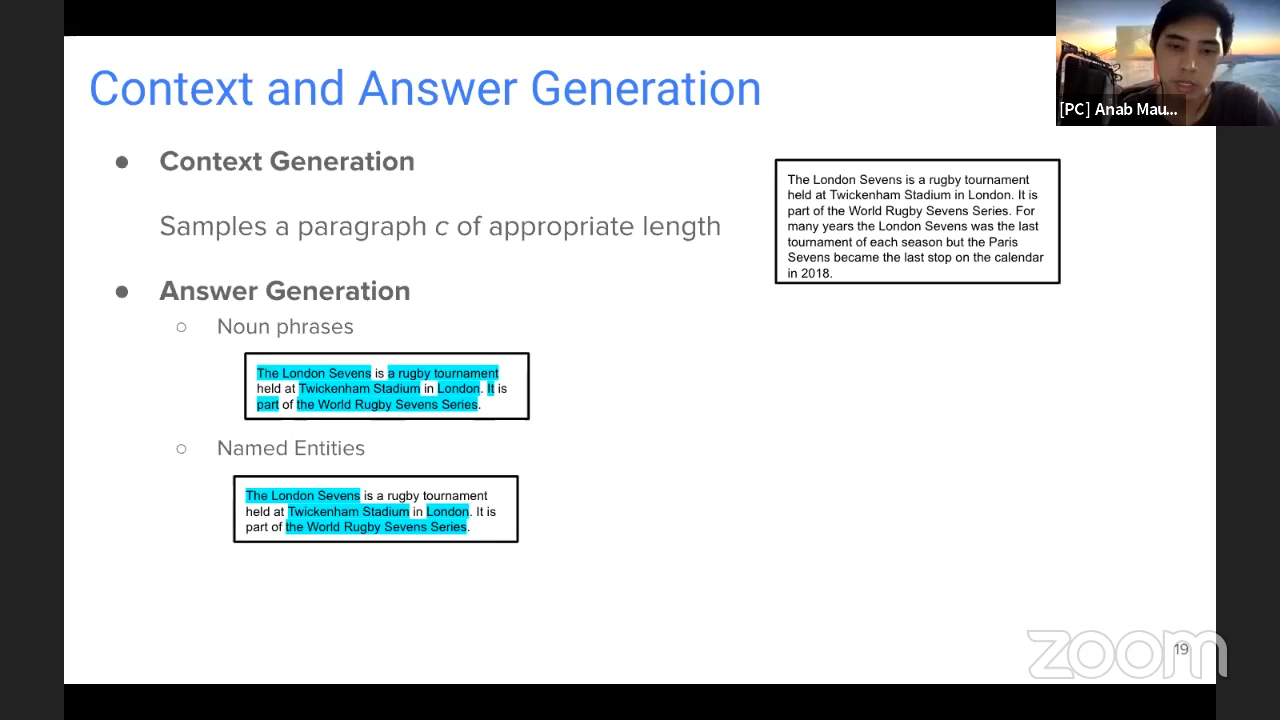 Context and Answer Generation
[PC] Anab Mau...
● Context Generation
Samples a paragraph c of appropriate length
The London Sevens is a rugby tournament
held at Twickenham Stadium in London. It is
part of the World Rugby Sevens Series. For
many years the London Sevens was the last
tournament of each season but the Paris
Sevens became the last stop on the calendar
in 2018.
● Answer Generation
○ Noun phrases
The London Sevens is a rugby tournament
held at Twickenham Stadium in London. It is
part of the World Rugby Sevens Series.
○ Named Entities
The London Sevens is a rugby tournament
held at Twickenham Stadium in London. It is
part of the World Rugby Sevens Series.
zoom
19